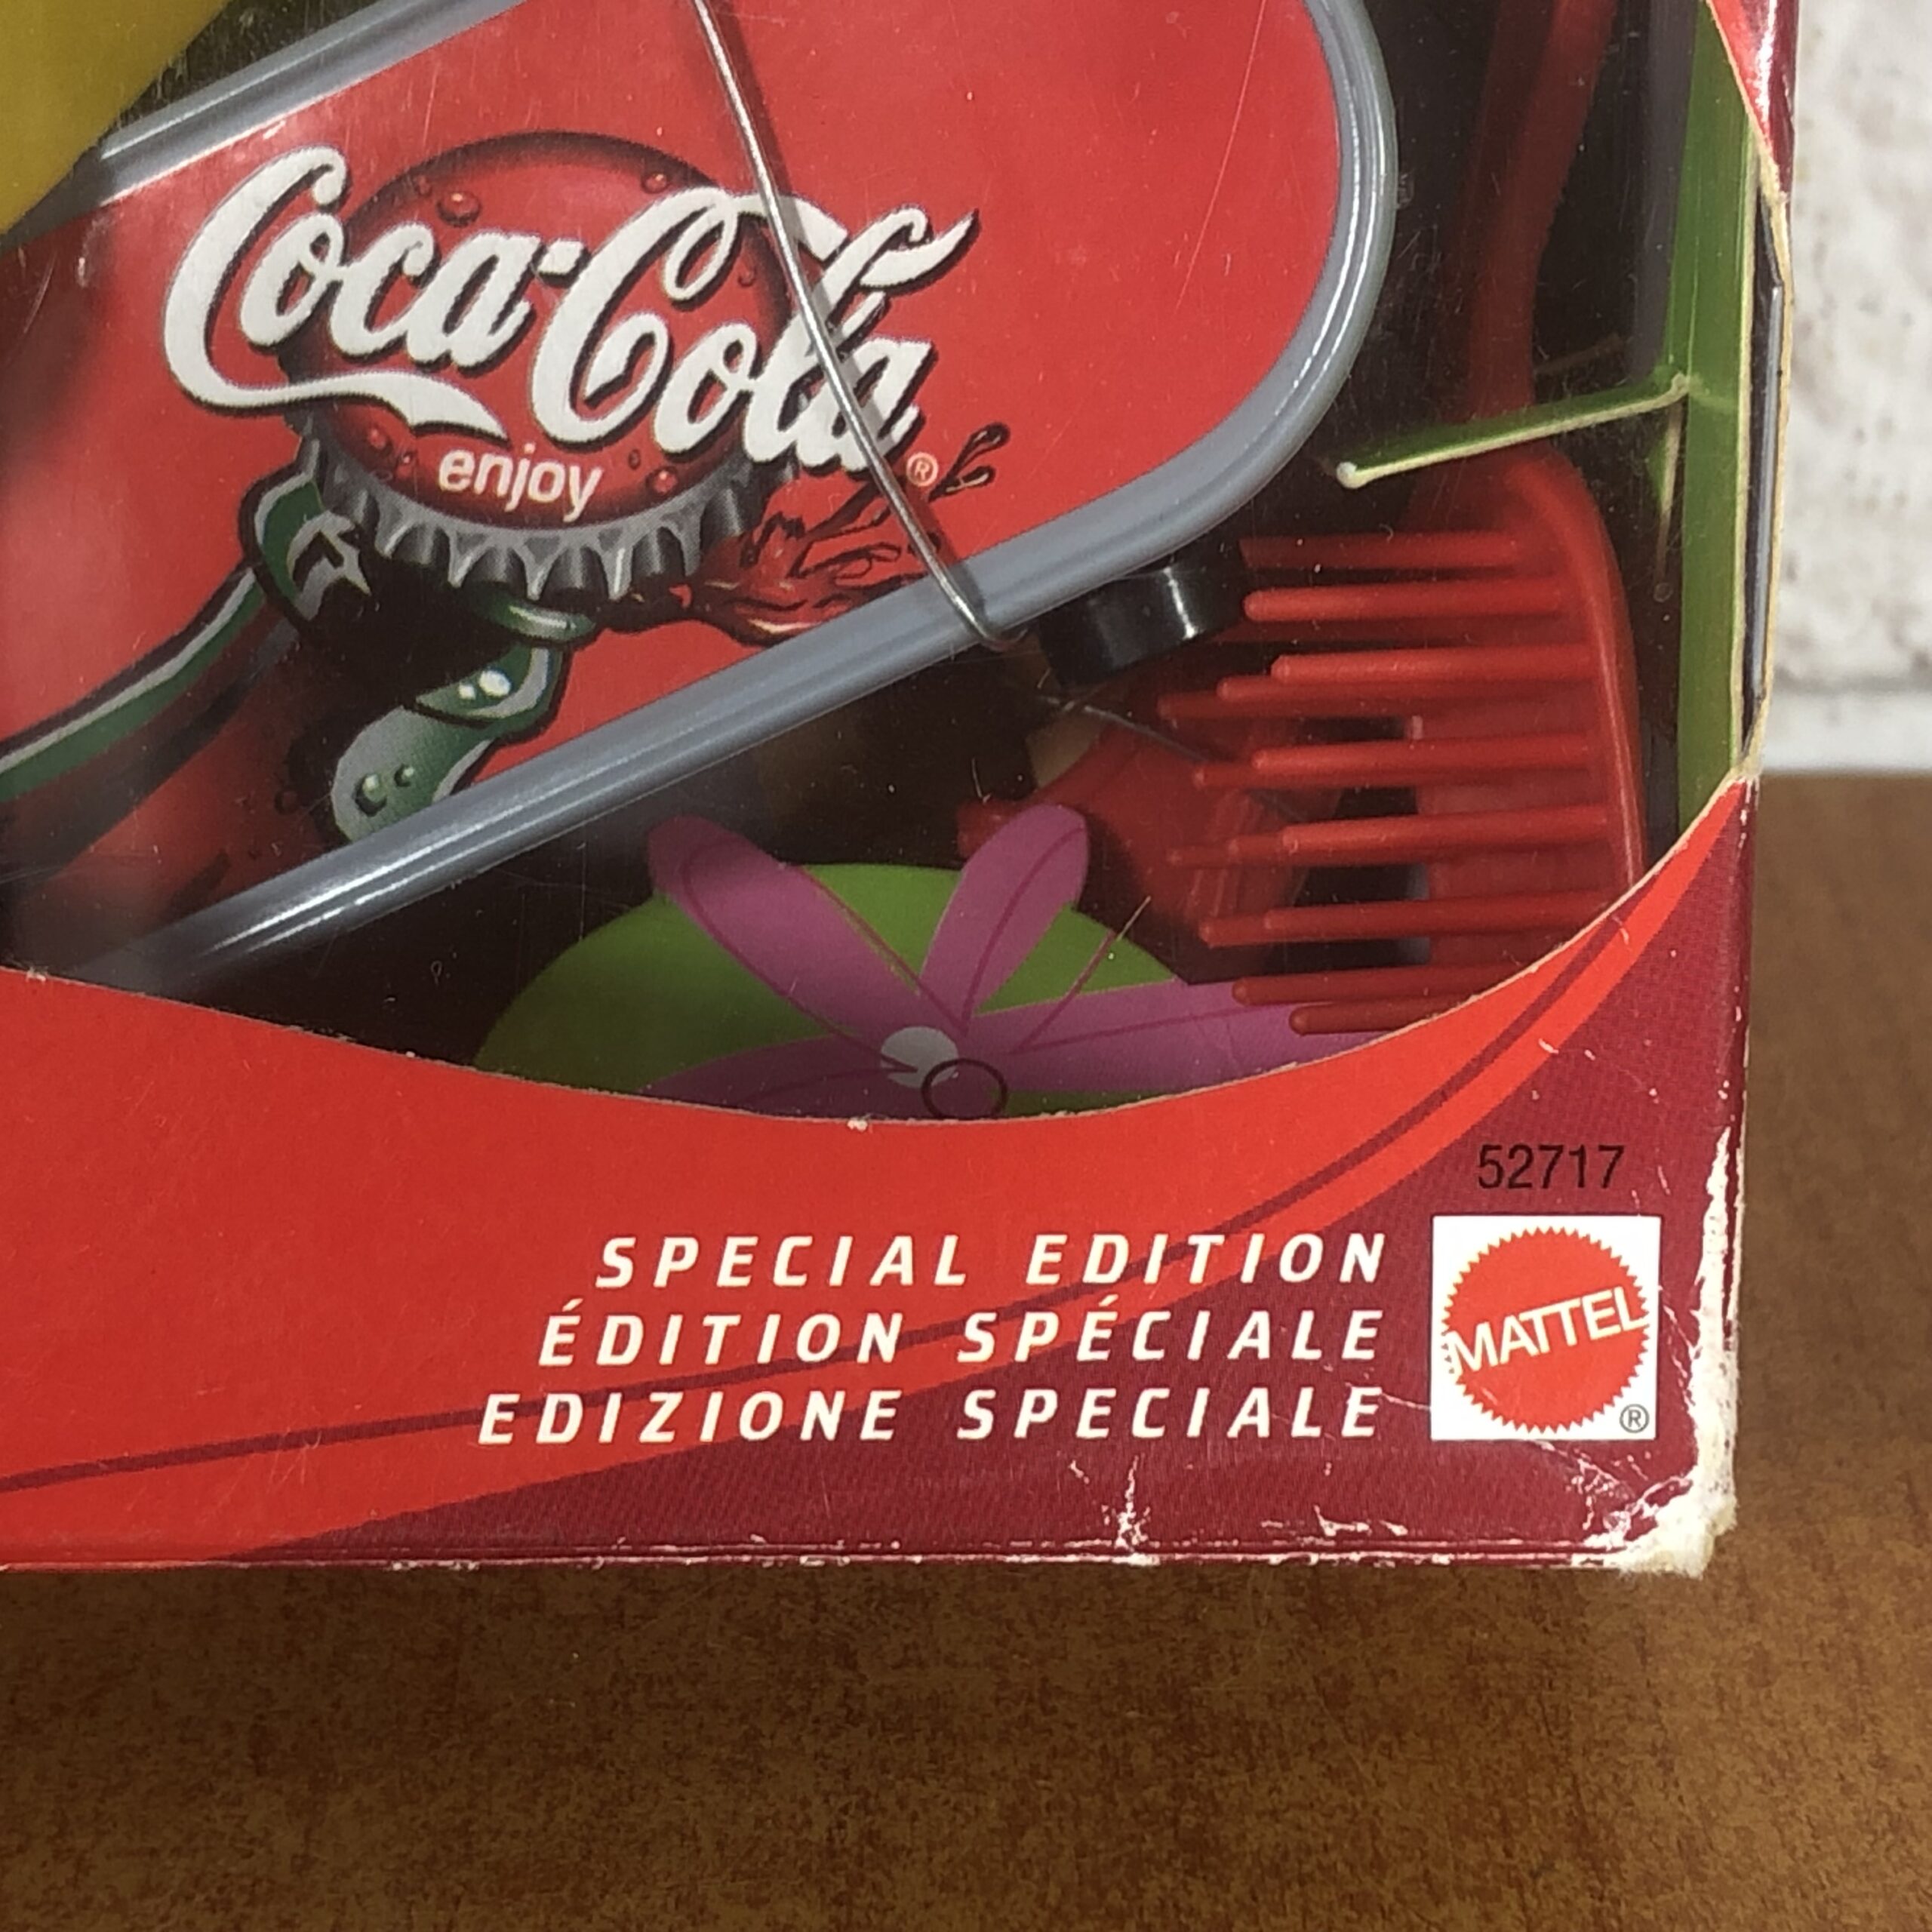 Coca-Cola
enjoy
®
52717
SPECIAL EDITION
ÉDITION SPÉCIALE
EDIZIONE SPECIALE
MATTEL
®